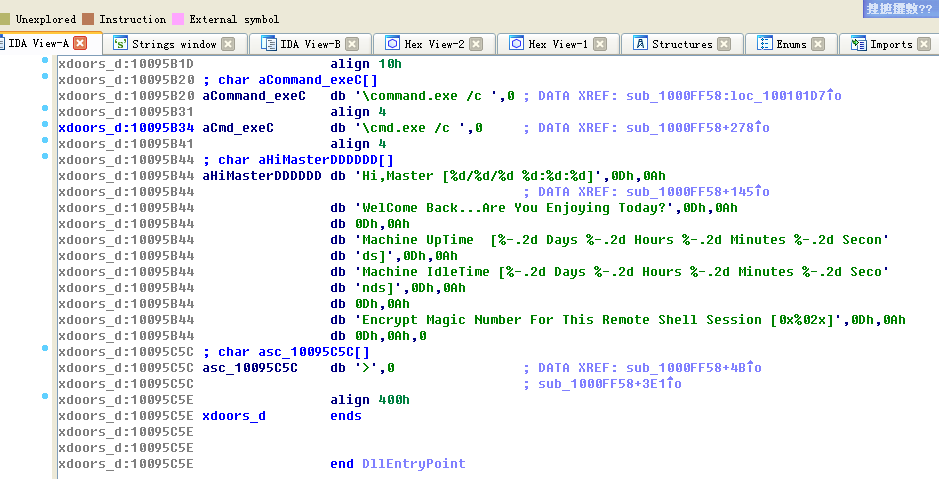 Unexplored Instruction External symbol
IDA View-A Strings window IDA View-B Hex View-2 Hex View-1 Structures Enums Imports
xdoors_d:10095B1D align 10h
xdoors_d:10095B20 ; char aCommand_exeC[]
xdoors_d:10095B20 aCommand_exeC db '\command.exe /c ',0 ; DATA XREF: sub_1000FF58:loc_100101D7↑o
xdoors_d:10095B31 align 4
xdoors_d:10095B34 aCmd_exeC db '\cmd.exe /c ',0 ; DATA XREF: sub_1000FF58+278↑o
xdoors_d:10095B41 align 4
xdoors_d:10095B44 ; char aHiMasterDDDDDD[]
xdoors_d:10095B44 aHiMasterDDDDDD db 'Hi,Master [%d/%d/%d %d:%d:%d]',0Dh,0Ah
xdoors_d:10095B44 ; DATA XREF: sub_1000FF58+145↑o
xdoors_d:10095B44 db 'WelCome Back...Are You Enjoying Today?',0Dh,0Ah
xdoors_d:10095B44 db 0Dh,0Ah
xdoors_d:10095B44 db 'Machine UpTime  [%-.2d Days %-.2d Hours %-.2d Minutes %-.2d Secon'
xdoors_d:10095B44 db 'ds]',0Dh,0Ah
xdoors_d:10095B44 db 'Machine IdleTime [%-.2d Days %-.2d Hours %-.2d Minutes %-.2d Seco'
xdoors_d:10095B44 db 'nds]',0Dh,0Ah
xdoors_d:10095B44 db 0Dh,0Ah
xdoors_d:10095B44 db 'Encrypt Magic Number For This Remote Shell Session [0x%02x]',0Dh,0Ah
xdoors_d:10095B44 db 0Dh,0Ah,0
xdoors_d:10095C5C ; char asc_10095C5C[]
xdoors_d:10095C5C asc_10095C5C db '>',0 ; DATA XREF: sub_1000FF58+4B↑o
xdoors_d:10095C5C ; sub_1000FF58+3E1↑o
xdoors_d:10095C5E align 400h
xdoors_d:10095C5E xdoors_d ends
xdoors_d:10095C5E
xdoors_d:10095C5E
xdoors_d:10095C5E end DllEntryPoint